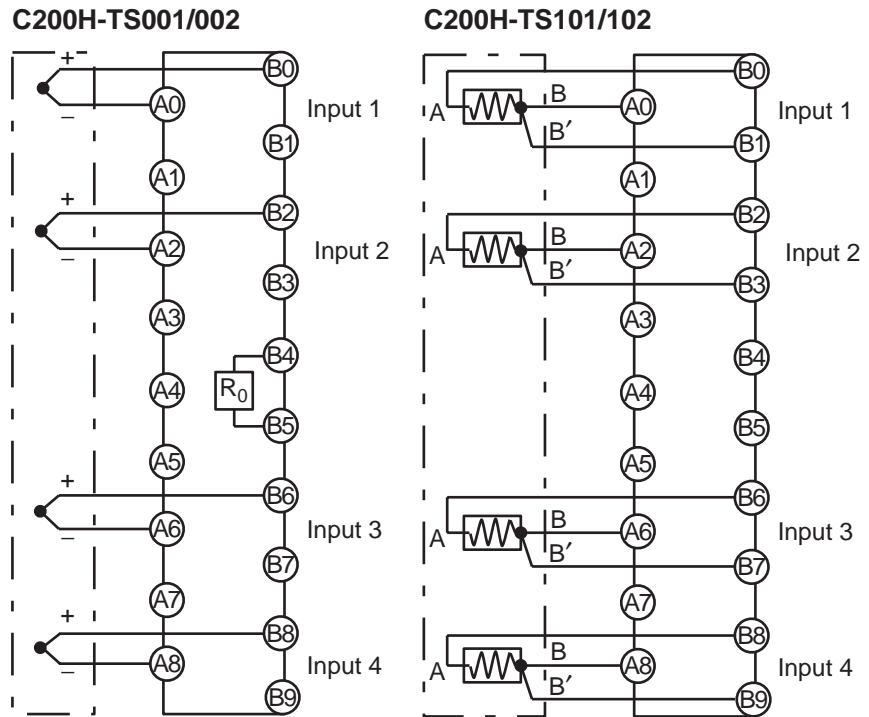 C200H-TS001/002 C200H-TS101/102
+ B0 B0
A0 Input 1 A B A0 Input 1
− B′
B1 B1
A1 A1
+ B2 B2
A2 Input 2 A B A2 Input 2
− B′
B3 B3
A3 A3
B4 B4
A4 R0 A4
B5 B5
A5 A5
+ B6 B6
A6 Input 3 A B A6 Input 3
− B′
B7 B7
A7 A7
+ B8 B8
A8 Input 4 A B A8 Input 4
− B′
B9 B9